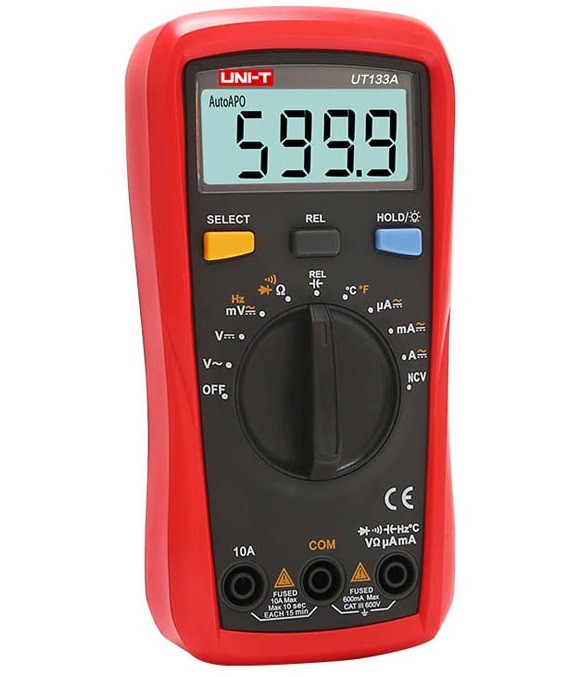 UNI-T UT133A
AutoAPO
599.9
SELECT REL HOLD/
REL
Ω
°C °F
Hz
mV
µA
V
mA
V~
A
OFF
NCV
CE
Hz°C
10A COM VΩµAmA
FUSED
10A Max
Max 10 sec
EACH 15 min
FUSED
600mA Max
CAT III 600V